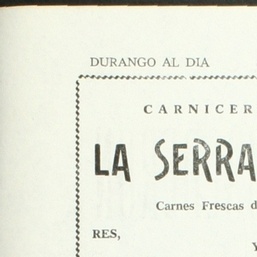 DURANGO AL DIA
CARNICER
LA SERRA
Carnes Frescas d
RES,
Y